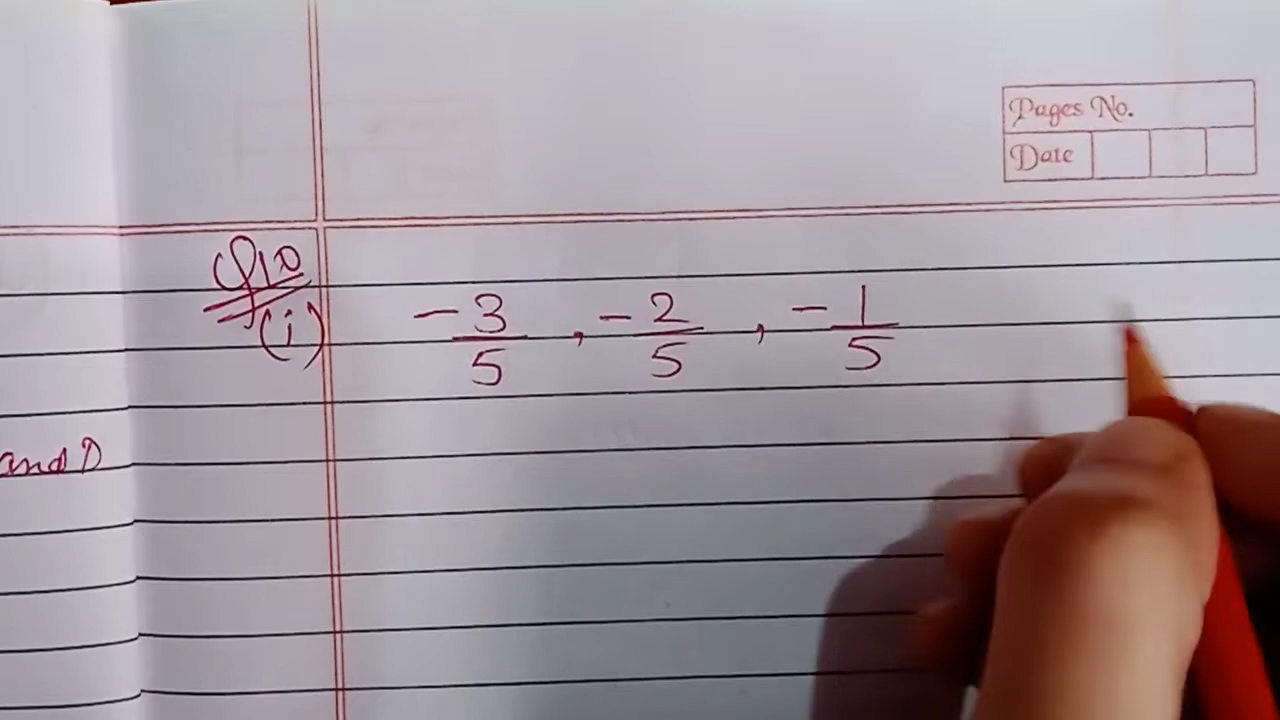 Pages No.
Date
Q10
(i) -3/5, -2/5, -1/5
and D